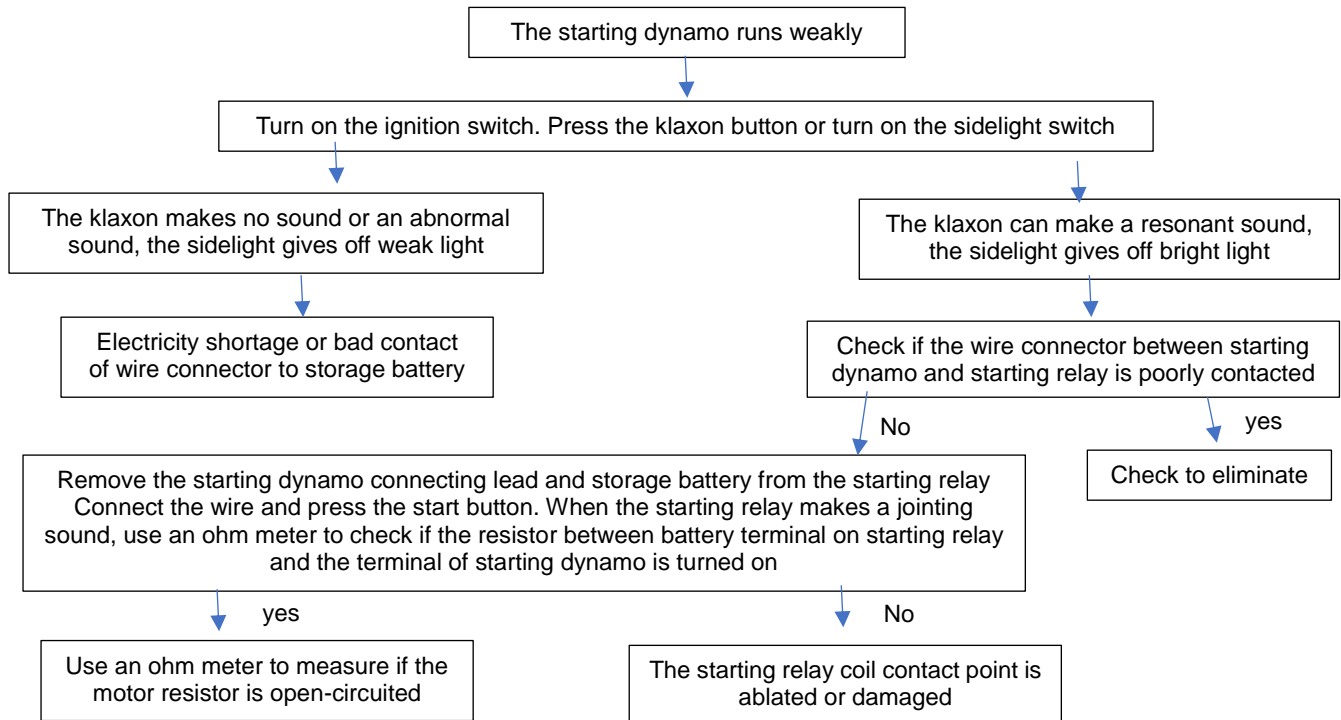 The starting dynamo runs weakly
Turn on the ignition switch. Press the klaxon button or turn on the sidelight switch
The klaxon makes no sound or an abnormal
sound, the sidelight gives off weak light
The klaxon can make a resonant sound,
the sidelight gives off bright light
Electricity shortage or bad contact
of wire connector to storage battery
Check if the wire connector between starting
dynamo and starting relay is poorly contacted
No
yes
Remove the starting dynamo connecting lead and storage battery from the starting relay
Connect the wire and press the start button. When the starting relay makes a jointing
sound, use an ohm meter to check if the resistor between battery terminal on starting relay
and the terminal of starting dynamo is turned on
Check to eliminate
yes
No
Use an ohm meter to measure if the
motor resistor is open-circuited
The starting relay coil contact point is
ablated or damaged